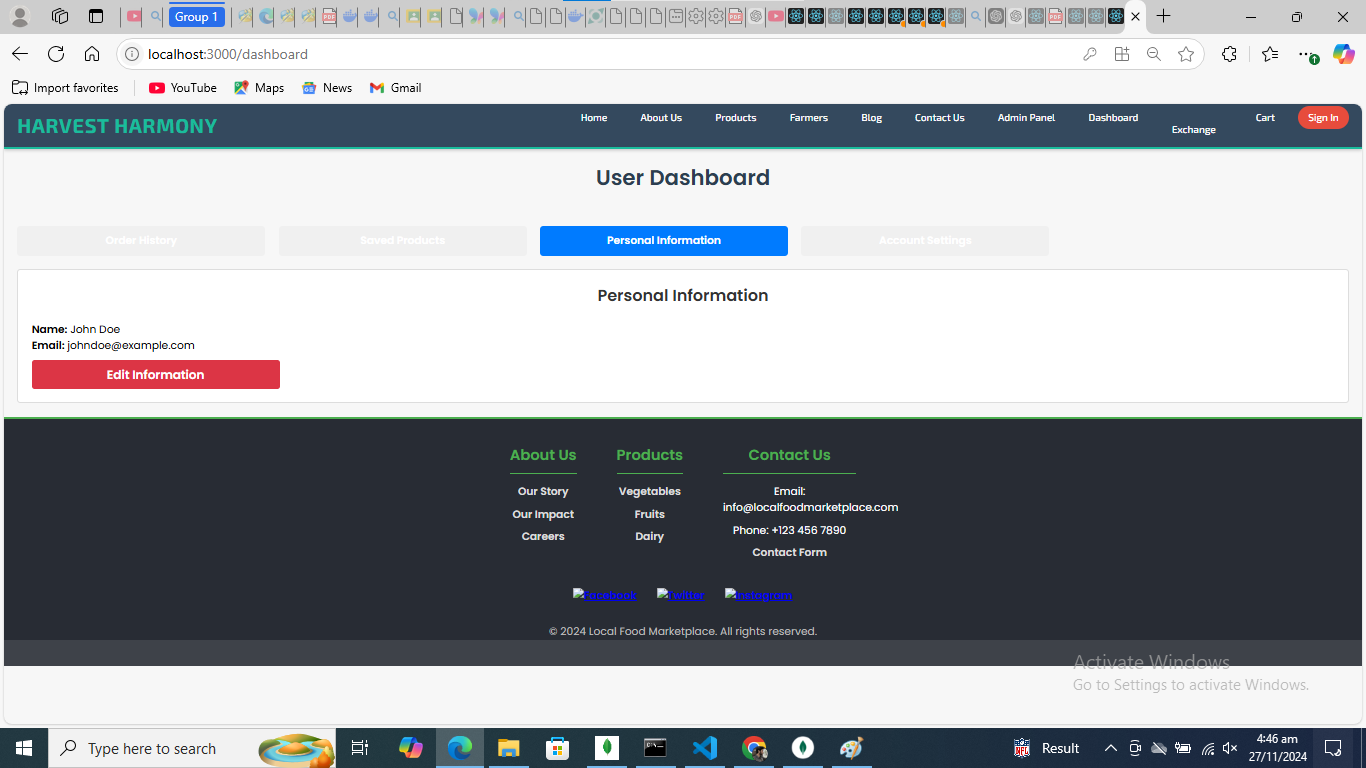 Group 1
localhost:3000/dashboard
Import favorites YouTube Maps News Gmail
HARVEST HARMONY Home About Us Products Farmers Blog Contact Us Admin Panel Dashboard Exchange Cart Sign In
User Dashboard
Order History Saved Products Personal Information Account Settings
Personal Information
Name: John Doe
Email: johndoe@example.com
Edit Information
About Us Products Contact Us
Our Story Vegetables Email:
info@localfoodmarketplace.com
Our Impact Fruits Phone: +123 456 7890
Careers Dairy Contact Form
Facebook Twitter Instagram
© 2024 Local Food Marketplace. All rights reserved.
Activate Windows
Go to Settings to activate Windows.
Type here to search Result 4:46 am
27/11/2024